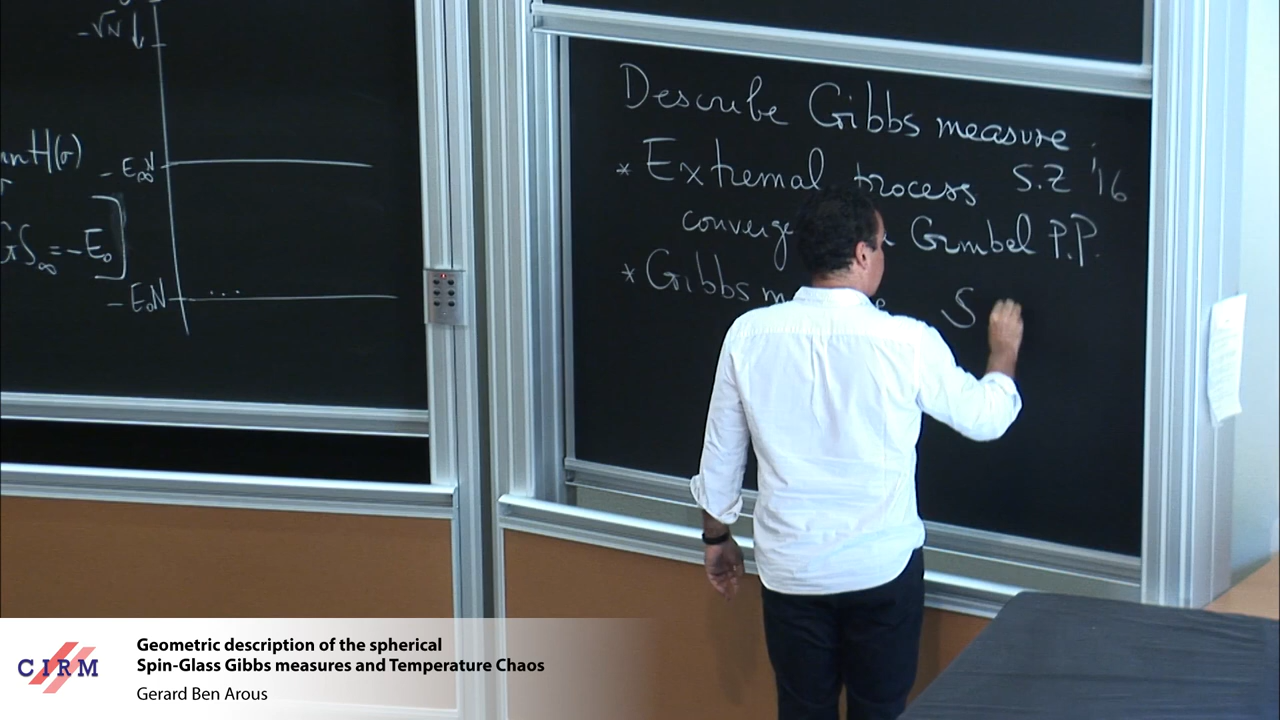 -√N ↓
- E∞N
H(σ)
GS∞ = -E₀]
- E₀N
...
Describe Gibbs measure
* Extremal process S.Z '16
converge Gumbel P.P.
* Gibbs S
CIRM
Geometric description of the spherical
Spin-Glass Gibbs measures and Temperature Chaos
Gerard Ben Arous